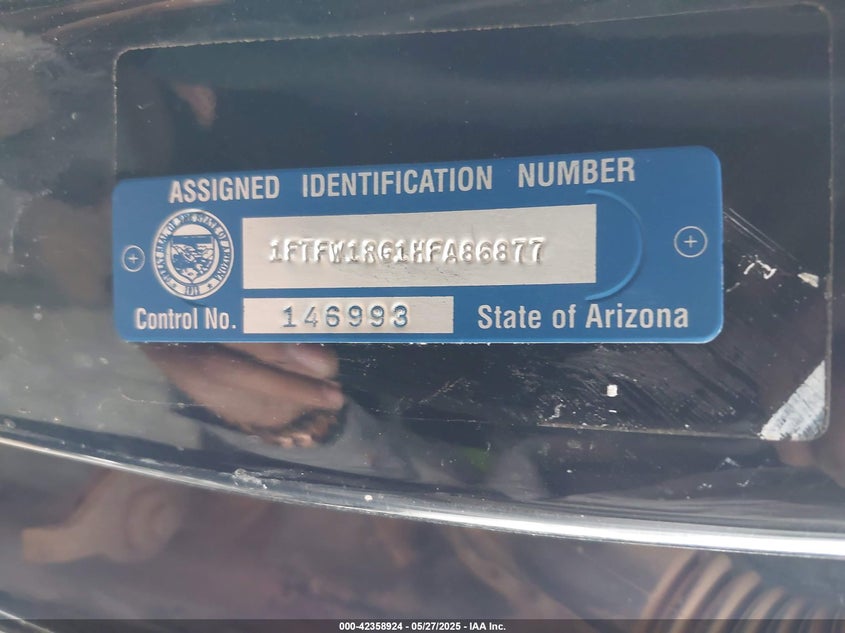 ASSIGNED IDENTIFICATION NUMBER
1FTFW1RG1HFA86877
Control No. 146993 State of Arizona
000-42358924 - 05/27/2025 - IAA Inc.